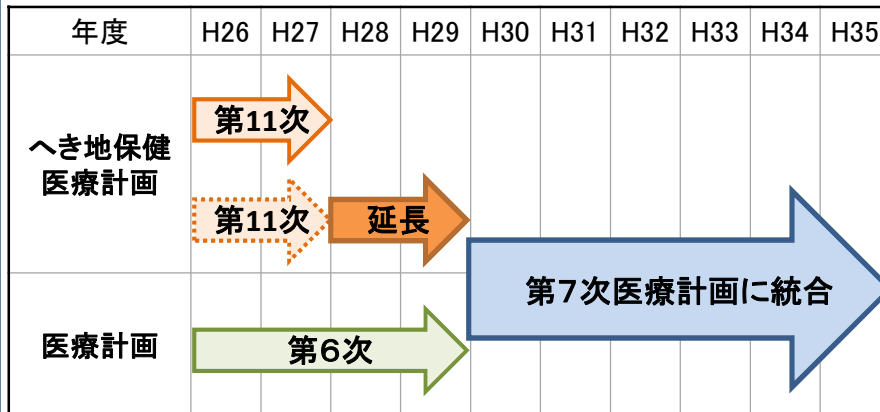 年度 H26 H27 H28 H29 H30 H31 H32 H33 H34 H35
へき地保健
医療計画
第11次
第11次
延長
第7次医療計画に統合
医療計画
第6次